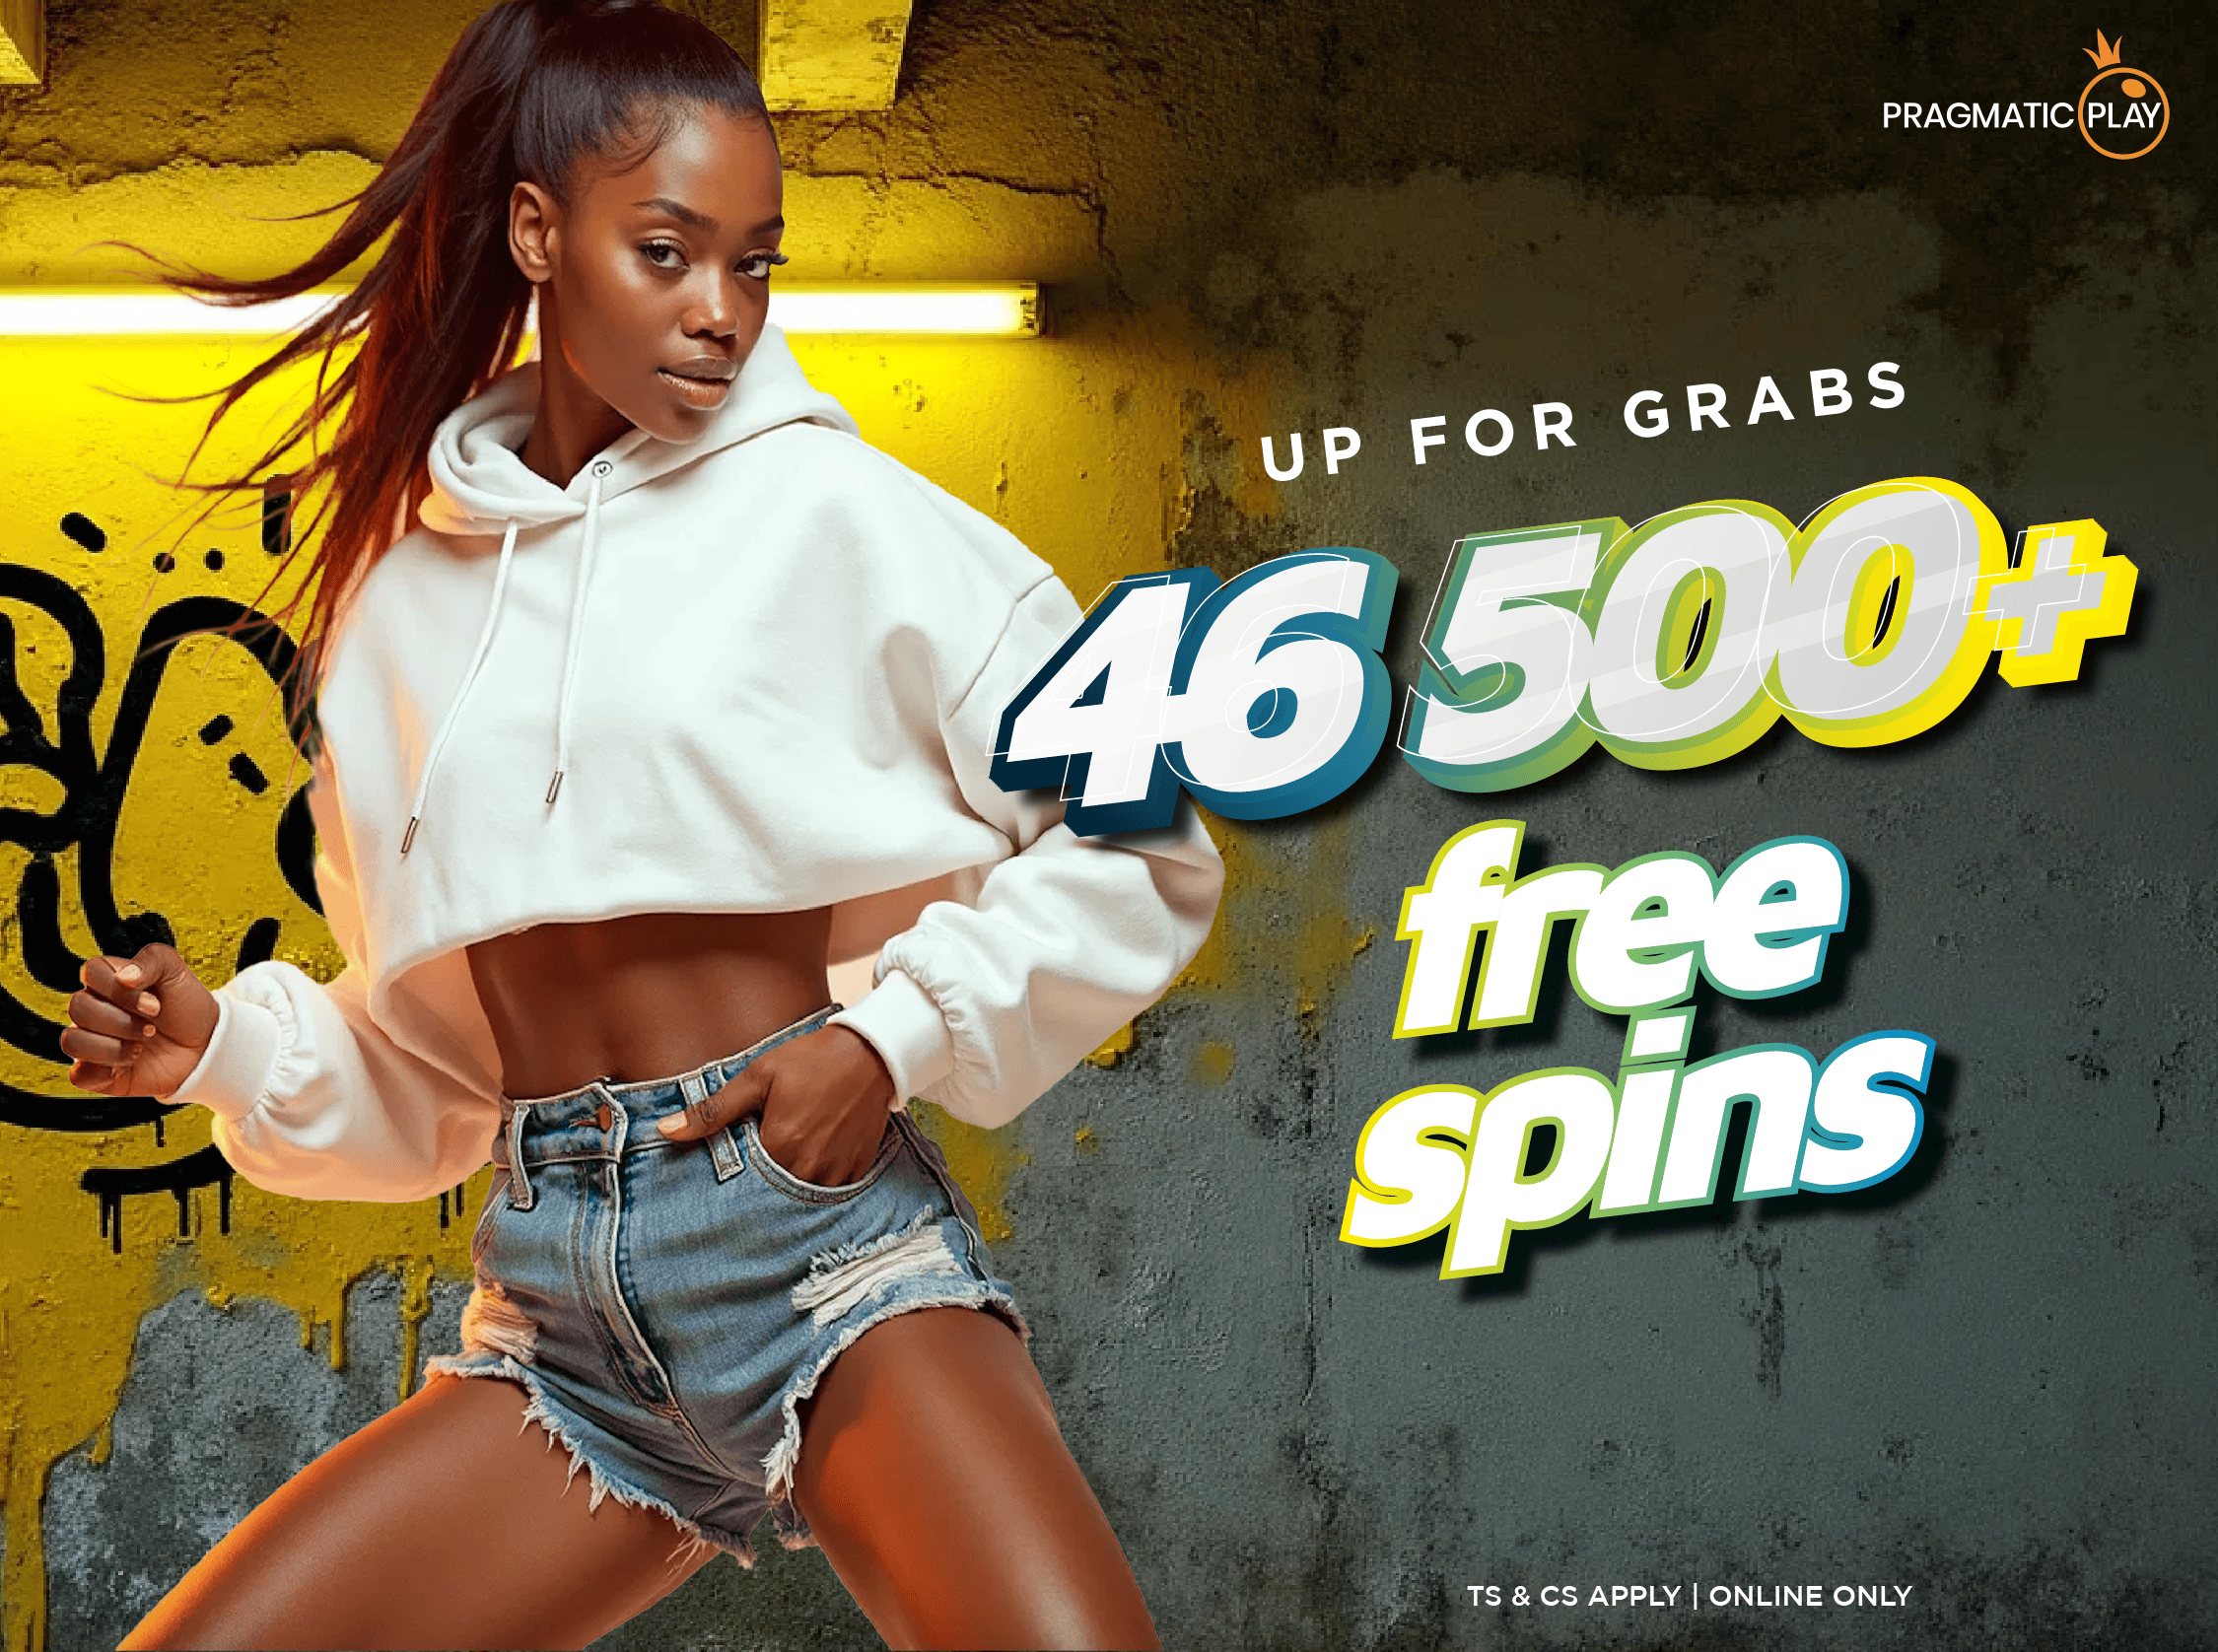 PRAGMATIC PLAY
UP FOR GRABS
46 500+
free
spins
TS & CS APPLY | ONLINE ONLY